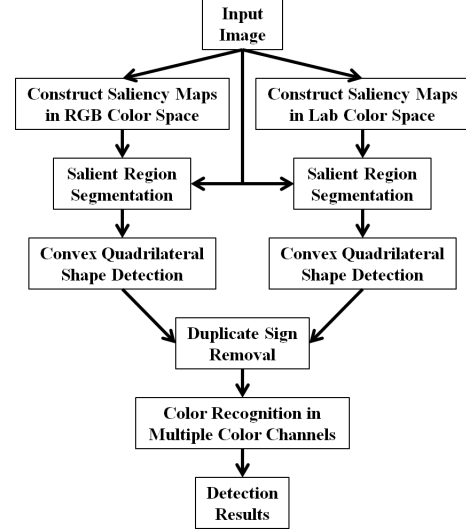 Input
Image
Construct Saliency Maps
in RGB Color Space
Construct Saliency Maps
in Lab Color Space
Salient Region
Segmentation
Salient Region
Segmentation
Convex Quadrilateral
Shape Detection
Convex Quadrilateral
Shape Detection
Duplicate Sign
Removal
Color Recognition in
Multiple Color Channels
Detection
Results